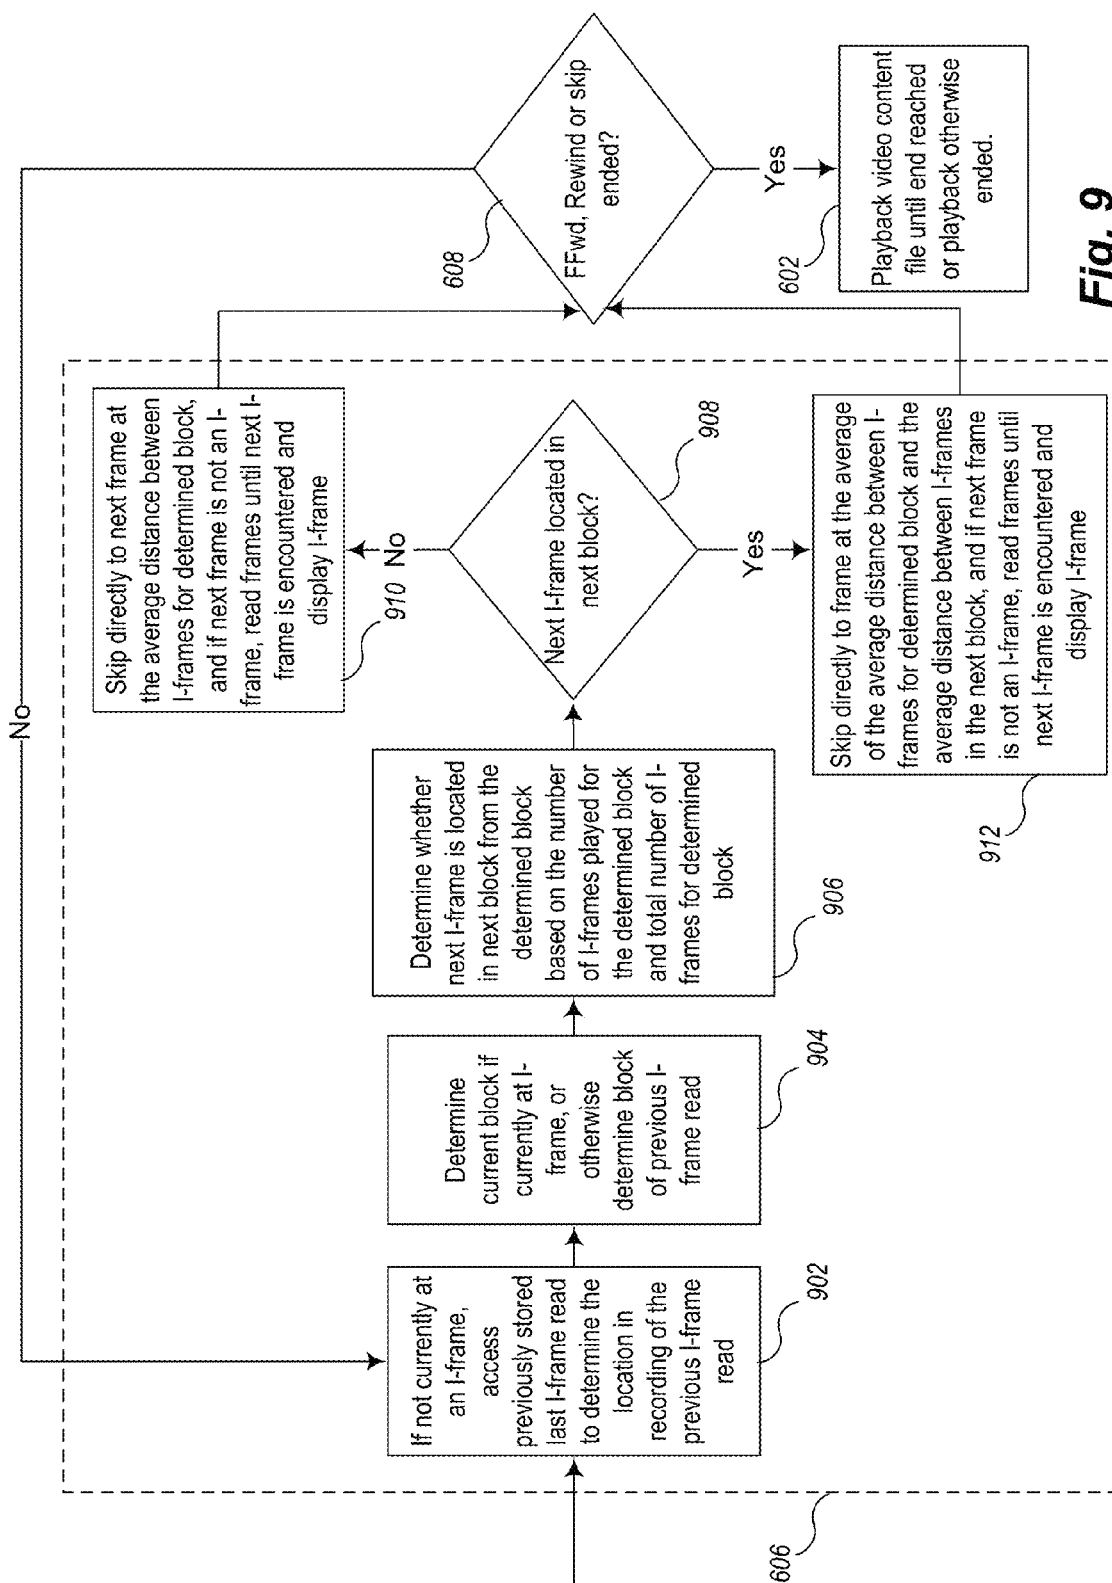 If not currently at
an I-frame,
access
previously stored
last I-frame read
to determine the
location in
recording of the
previous I-frame
read
902
Determine
current block if
currently at I-
frame, or
otherwise
determine block
of previous I-
frame read
904
Determine whether
next I-frame is located
in next block from the
determined block
based on the number
of I-frames played for
the determined block
and total number of I-
frames for determined
block
906
Next I-frame located in
next block?
908
No
Skip directly to next frame at
the average distance between
I-frames for determined block,
and if next frame is not an I-
frame, read frames until next I-
frame is encountered and
display I-frame
910
Yes
Skip directly to frame at the average
of the average distance between I-
frames for determined block and the
average distance between I-frames
in the next block, and if next frame
is not an I-frame, read frames until
next I-frame is encountered and
display I-frame
912
606
FFwd, Rewind or skip
ended?
608
No
Yes
Playback video content
file until end reached
or playback otherwise
ended.
602
Fig. 9